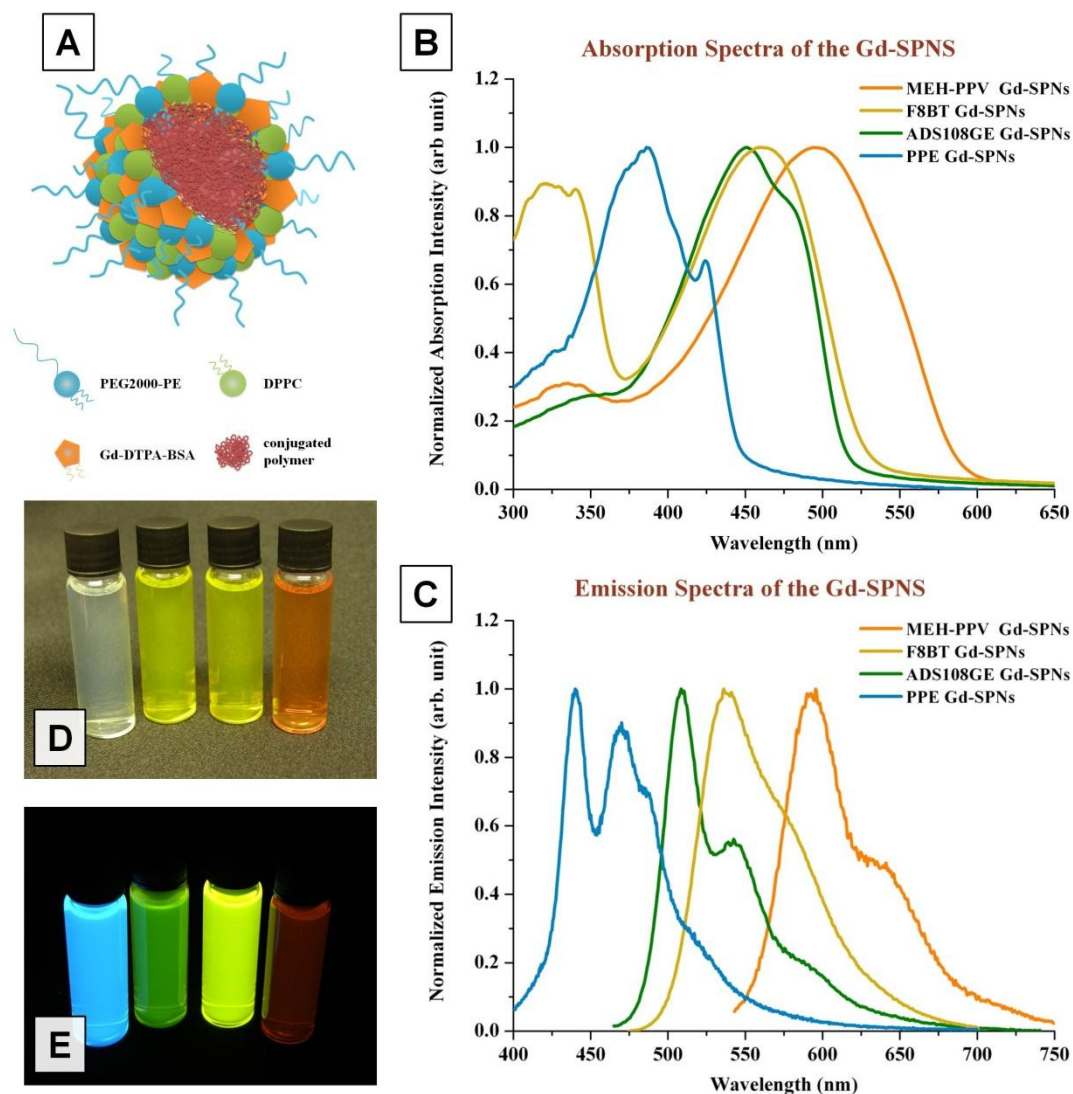 A
PEG2000-PE
DPPC
Gd-DTPA-BSA
conjugated
polymer
B
Absorption Spectra of the Gd-SPNS
MEH-PPV Gd-SPNs
F8BT Gd-SPNs
ADS108GE Gd-SPNs
PPE Gd-SPNs
Normalized Absorption Intensity (arb unit)
1.2
1.0
0.8
0.6
0.4
0.2
0.0
300 350 400 450 500 550 600 650
Wavelength (nm)
C
Emission Spectra of the Gd-SPNS
MEH-PPV Gd-SPNs
F8BT Gd-SPNs
ADS108GE Gd-SPNs
PPE Gd-SPNs
Normalized Emission Intensity (arb. unit)
1.2
1.0
0.8
0.6
0.4
0.2
0.0
400 450 500 550 600 650 700 750
Wavelength (nm)
D
E